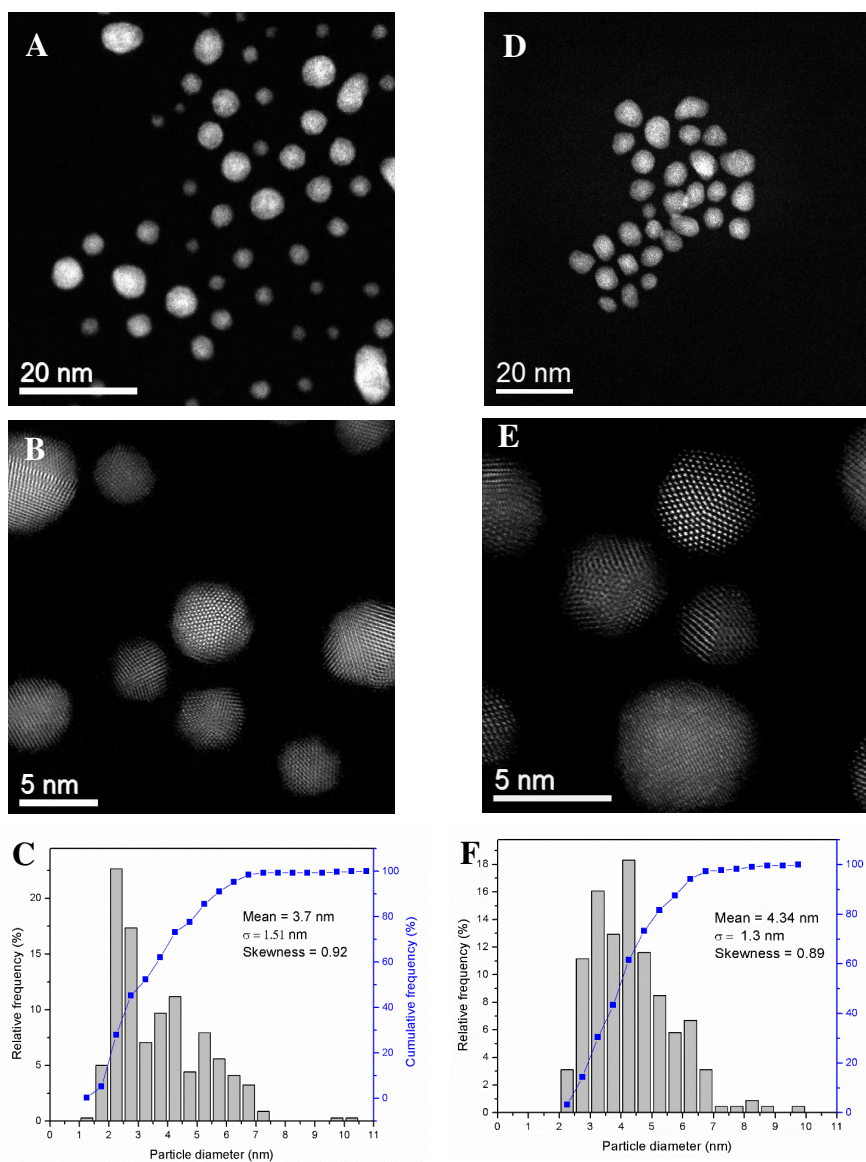 A
20 nm
D
20 nm
B
5 nm
E
5 nm
C
Relative frequency (%)
0
5
10
15
20
Mean = 3.7 nm
σ = 1.51 nm
Skewness = 0.92
0
20
40
60
80
100
Cumulative frequency (%)
0 1 2 3 4 5 6 7 8 9 10 11
Particle diameter (nm)
F
Relative frequency (%)
0
2
4
6
8
10
12
14
16
18
Mean = 4.34 nm
σ = 1.3 nm
Skewness = 0.89
0
20
40
60
80
100
0 1 2 3 4 5 6 7 8 9 10 11
Particle diameter (nm)